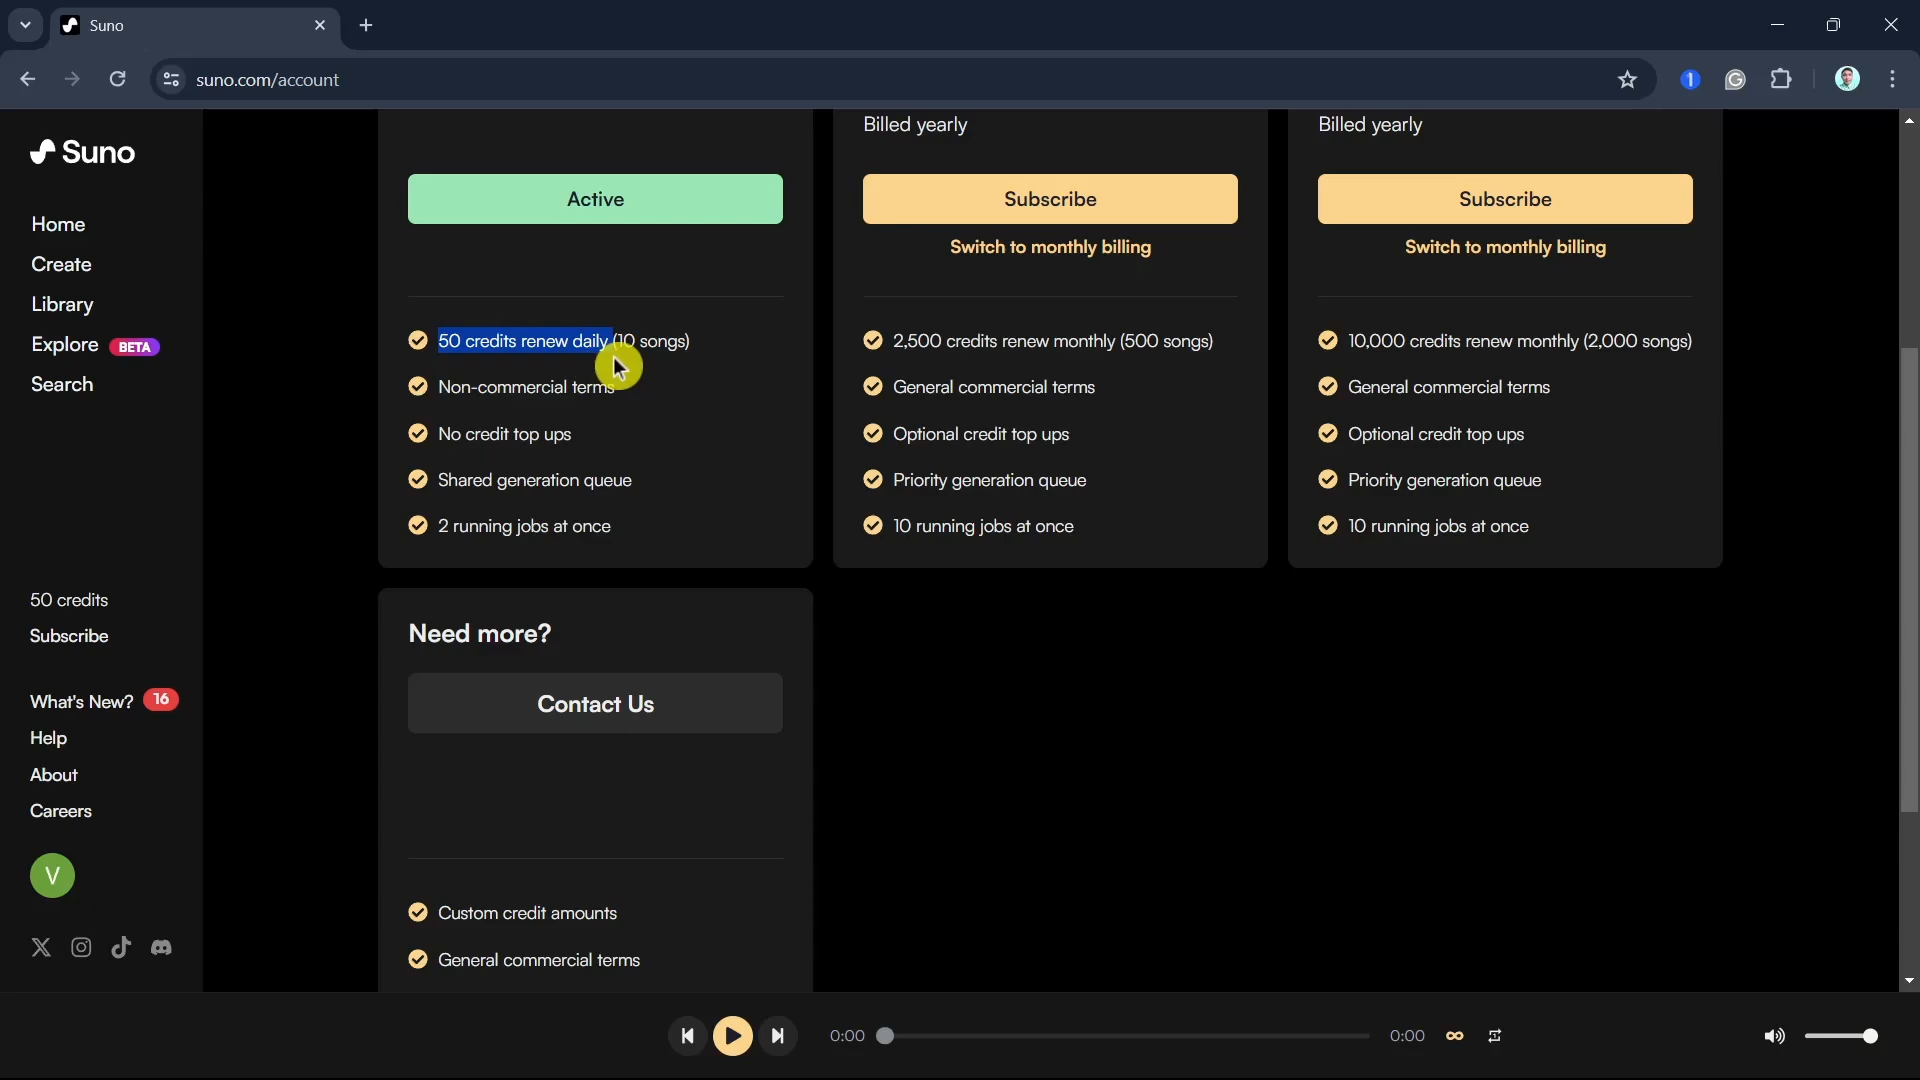 Suno
suno.com/account
Suno
Home
Create
Library
Explore BETA
Search
50 credits
Subscribe
What's New? 16
Help
About
Careers
V
Active
50 credits renew daily (10 songs)
Non-commercial terms
No credit top ups
Shared generation queue
2 running jobs at once
Billed yearly
Subscribe
Switch to monthly billing
2,500 credits renew monthly (500 songs)
General commercial terms
Optional credit top ups
Priority generation queue
10 running jobs at once
Billed yearly
Subscribe
Switch to monthly billing
10,000 credits renew monthly (2,000 songs)
General commercial terms
Optional credit top ups
Priority generation queue
10 running jobs at once
Need more?
Contact Us
Custom credit amounts
General commercial terms
0:00
0:00